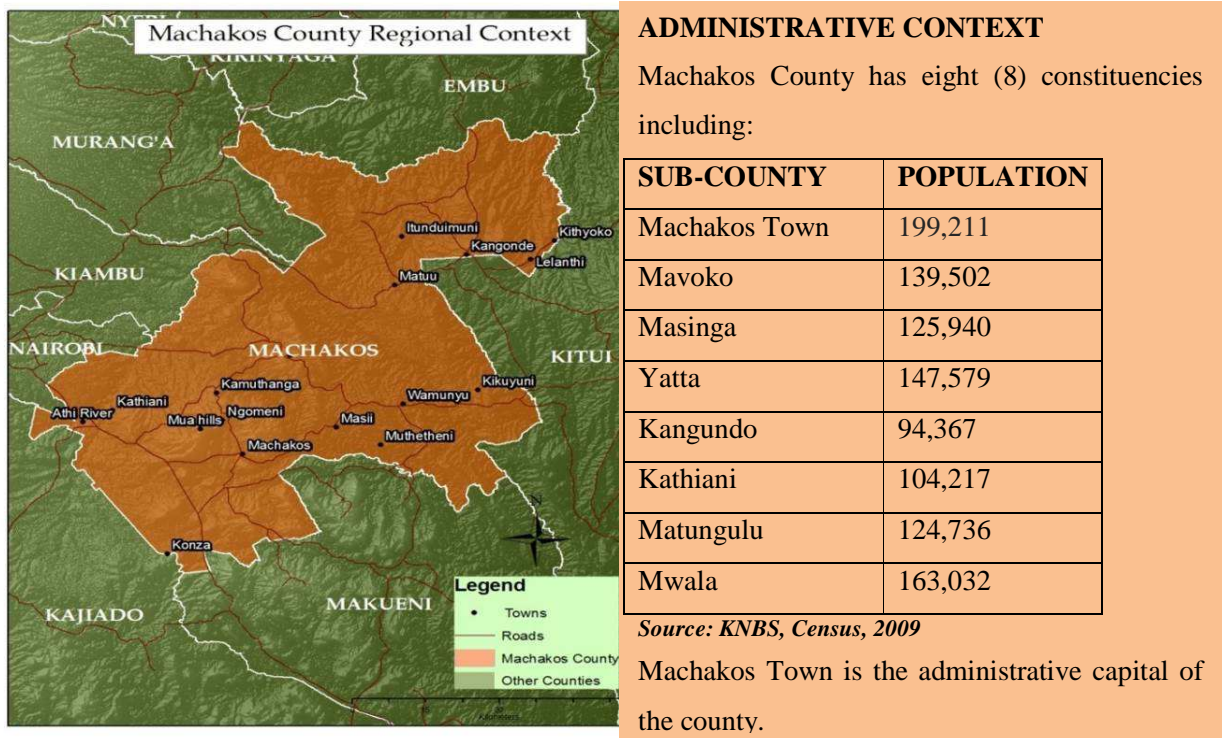 Machakos County Regional Context
KIRINYAGA
EMBU
MURANG'A
Itunduimuni
Kithyoko
Kangonde
Lelanthi
KIAMBU
Matuu
NAIROBI
MACHAKOS
KITUI
Kamuthanga
Kikuyuni
Wamunyu
Kathiani
Athi River
Ngomeni
Mua hills
Masii
Muthetheni
Machakos
N
Konza
KAJIADO
MAKUENI
Legend
Towns
Roads
Machakos County
Other Counties
Kilometers
ADMINISTRATIVE CONTEXT
Machakos County has eight (8) constituencies
including:
SUB-COUNTY POPULATION
Machakos Town 199,211
Mavoko 139,502
Masinga 125,940
Yatta 147,579
Kangundo 94,367
Kathiani 104,217
Matungulu 124,736
Mwala 163,032
Source: KNBS, Census, 2009
Machakos Town is the administrative capital of
the county.